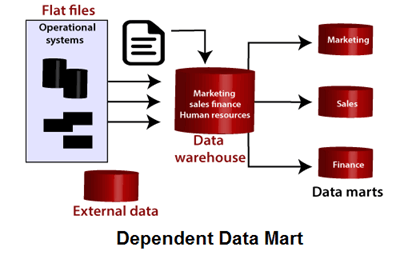 Flat files
Operational
systems
Marketing
sales finance
Human resources
Data
warehouse
External data
Marketing
Sales
Finance
Data marts
Dependent Data Mart